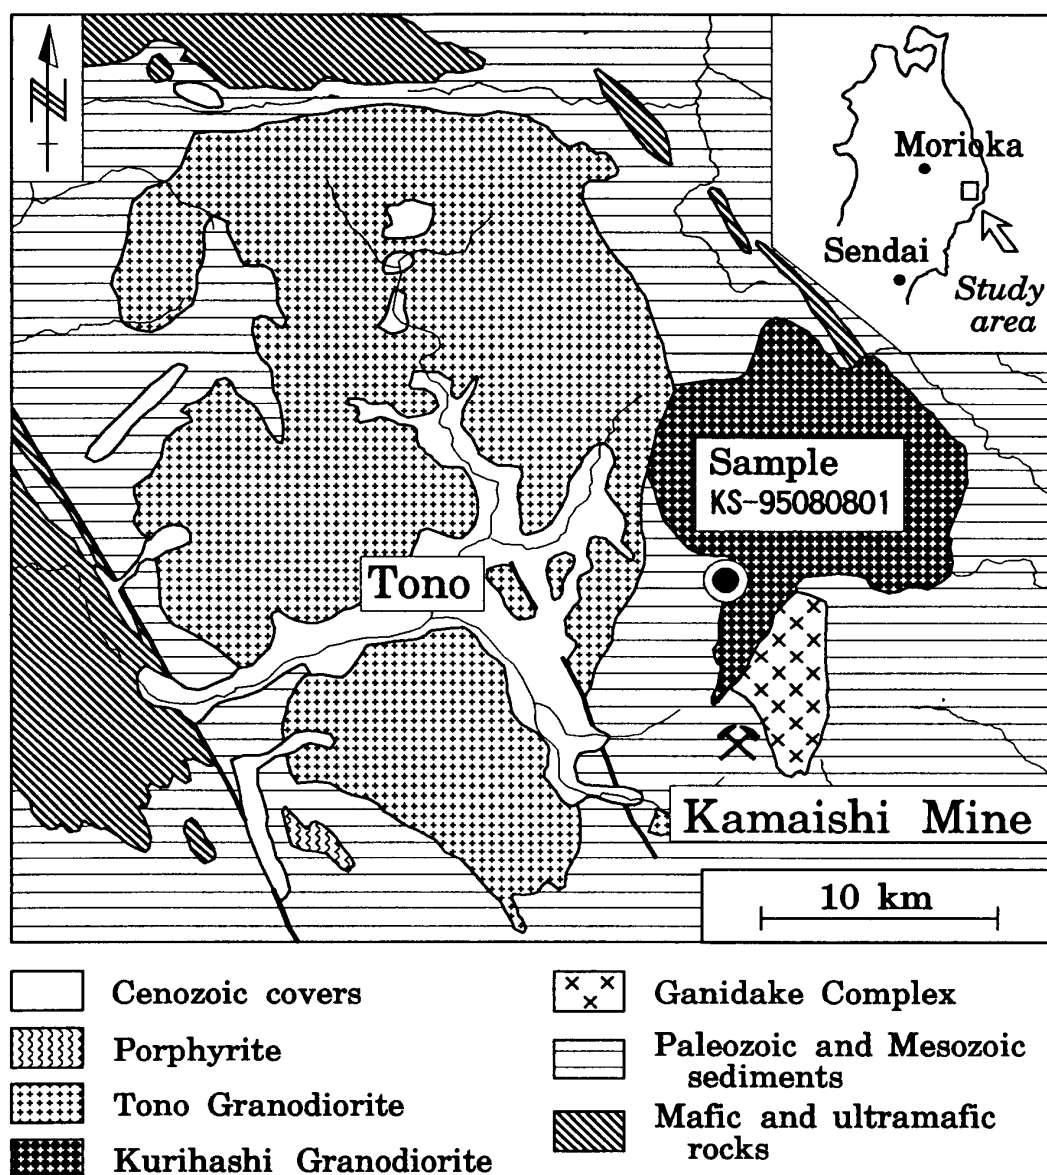 N
Morioka
Sendai
Study
area
Sample
KS-95080801
Tono
Kamaishi Mine
10 km
Cenozoic covers
Porphyrite
Tono Granodiorite
Kurihashi Granodiorite
Ganidake Complex
Paleozoic and Mesozoic
sediments
Mafic and ultramafic
rocks